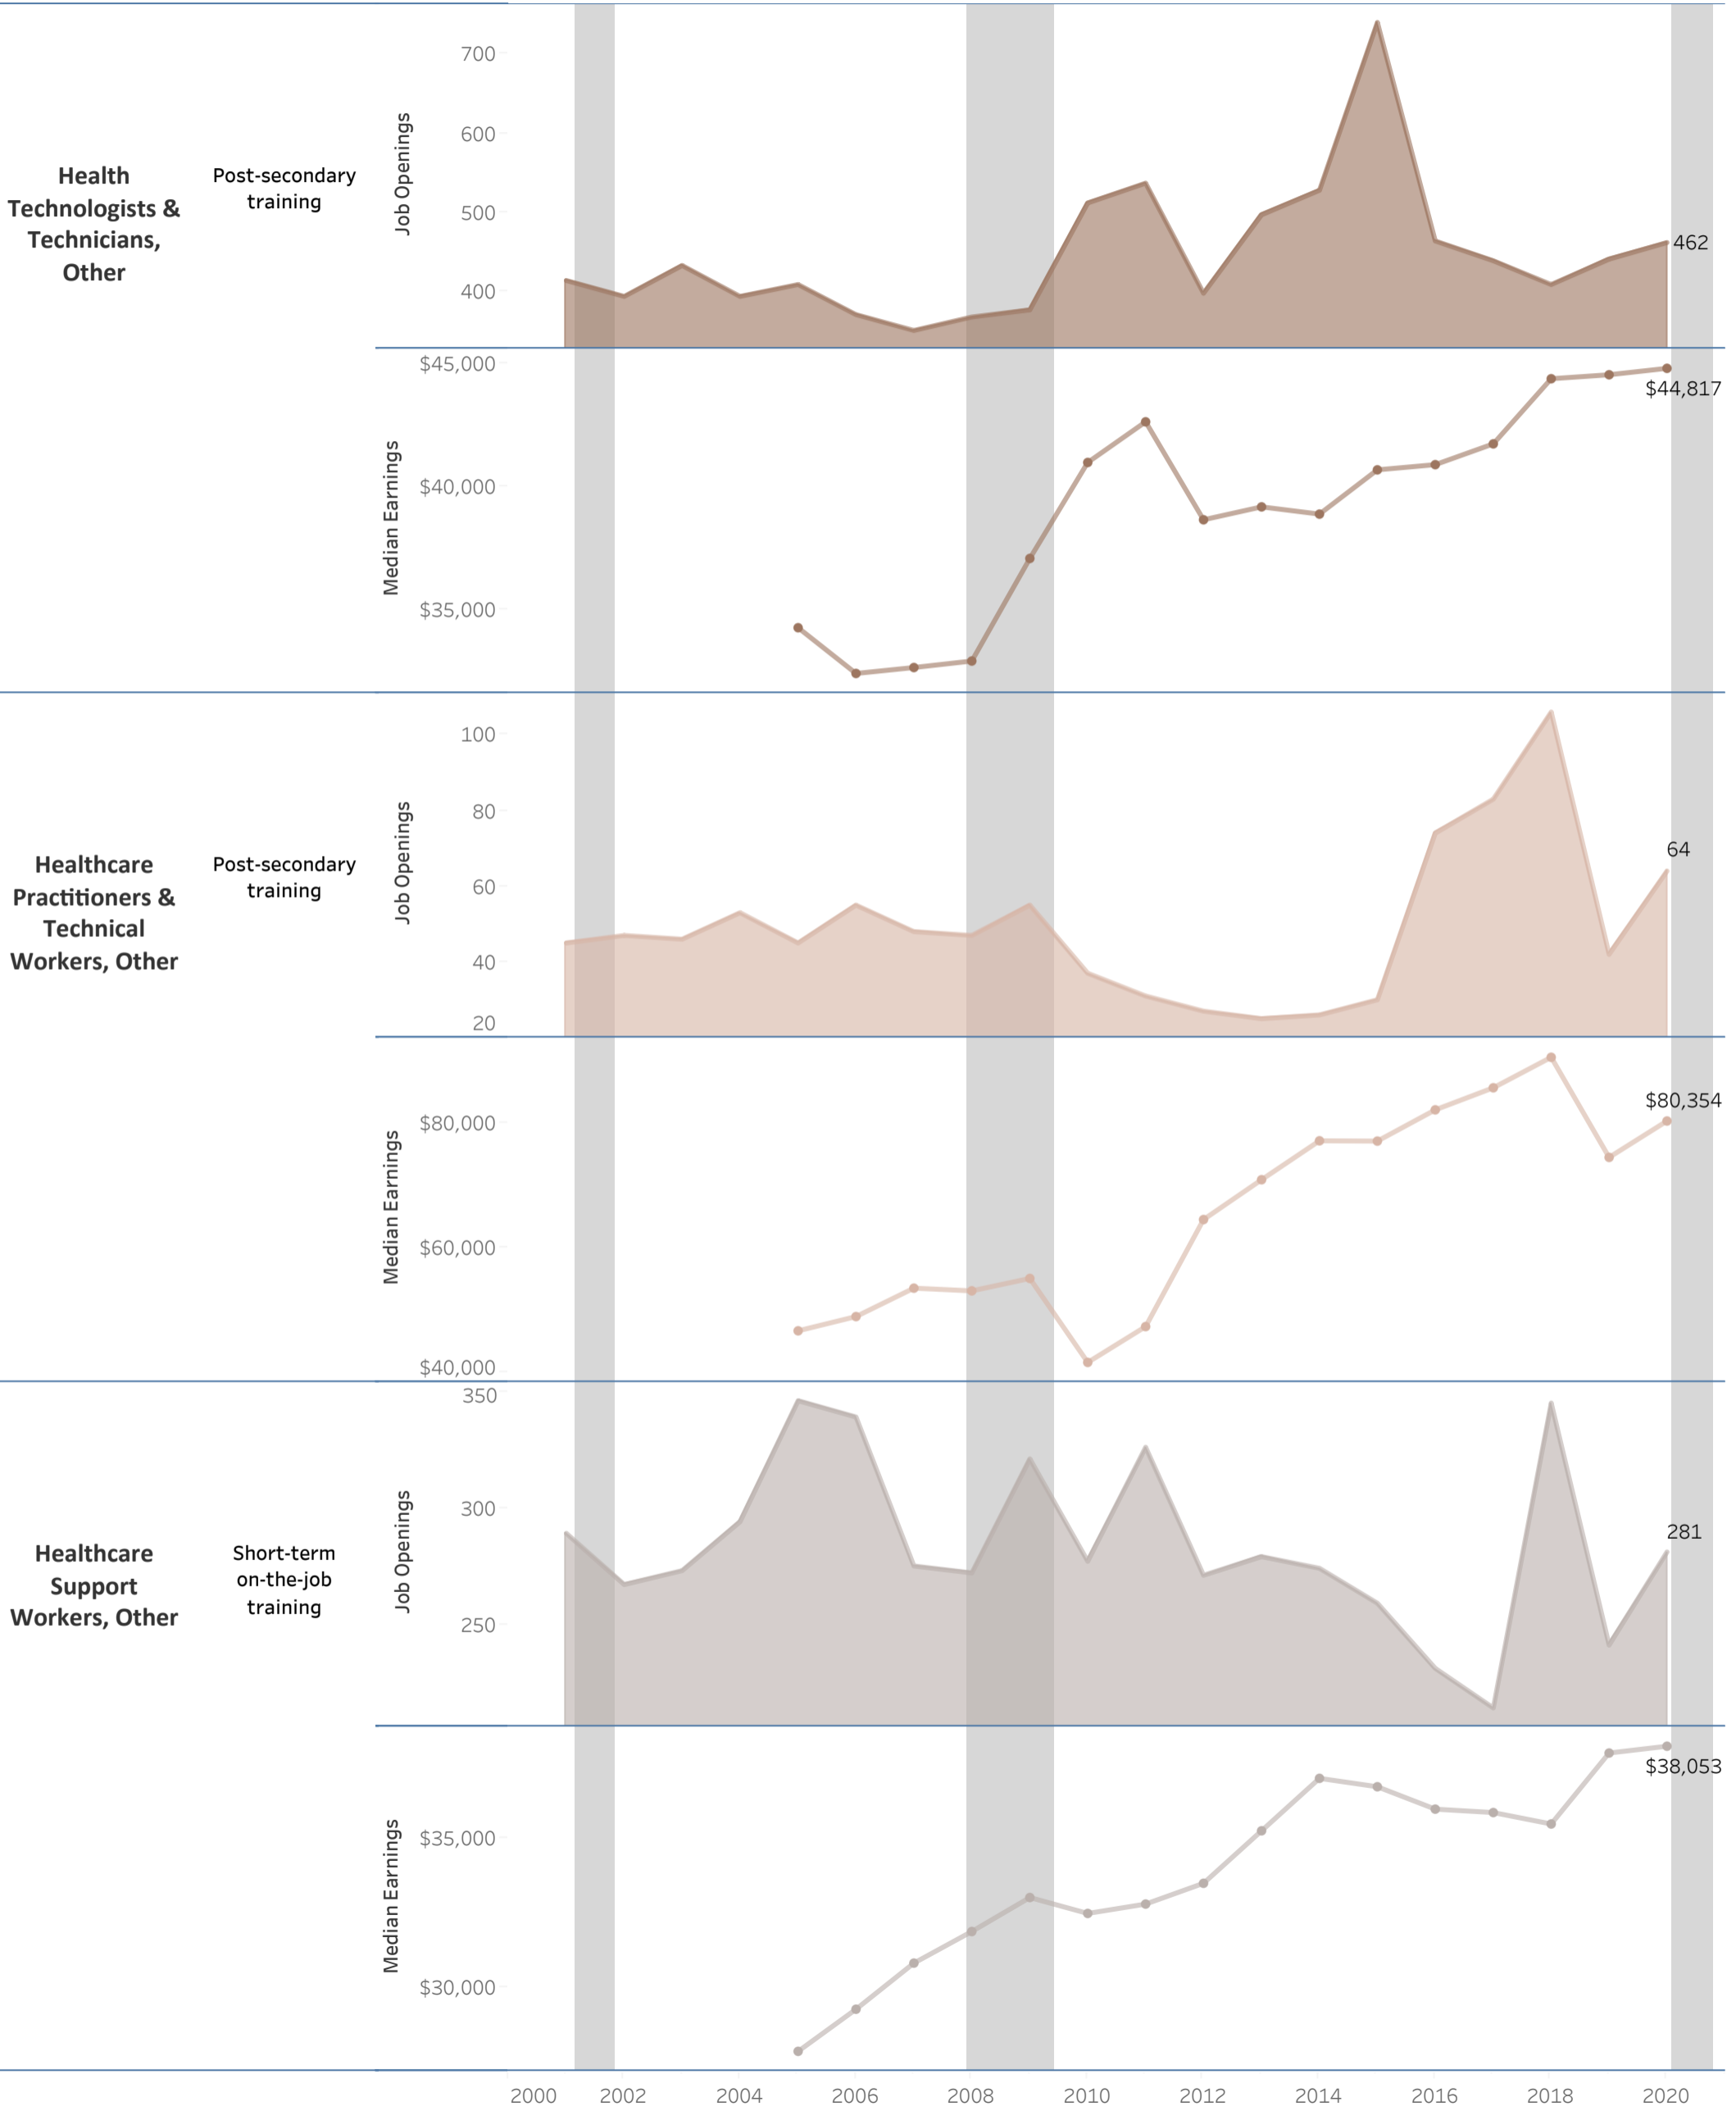 Health
Technologists &
Technicians,
Other
Post-secondary
training
Job Openings
700
600
500
400
462
Median Earnings
$45,000
$40,000
$35,000
$44,817
Healthcare
Practitioners &
Technical
Workers, Other
Post-secondary
training
Job Openings
100
80
60
40
20
64
Median Earnings
$80,000
$60,000
$40,000
$80,354
Healthcare
Support
Workers, Other
Short-term
on-the-job
training
Job Openings
350
300
250
281
Median Earnings
$35,000
$30,000
$38,053
2000 2002 2004 2006 2008 2010 2012 2014 2016 2018 2020